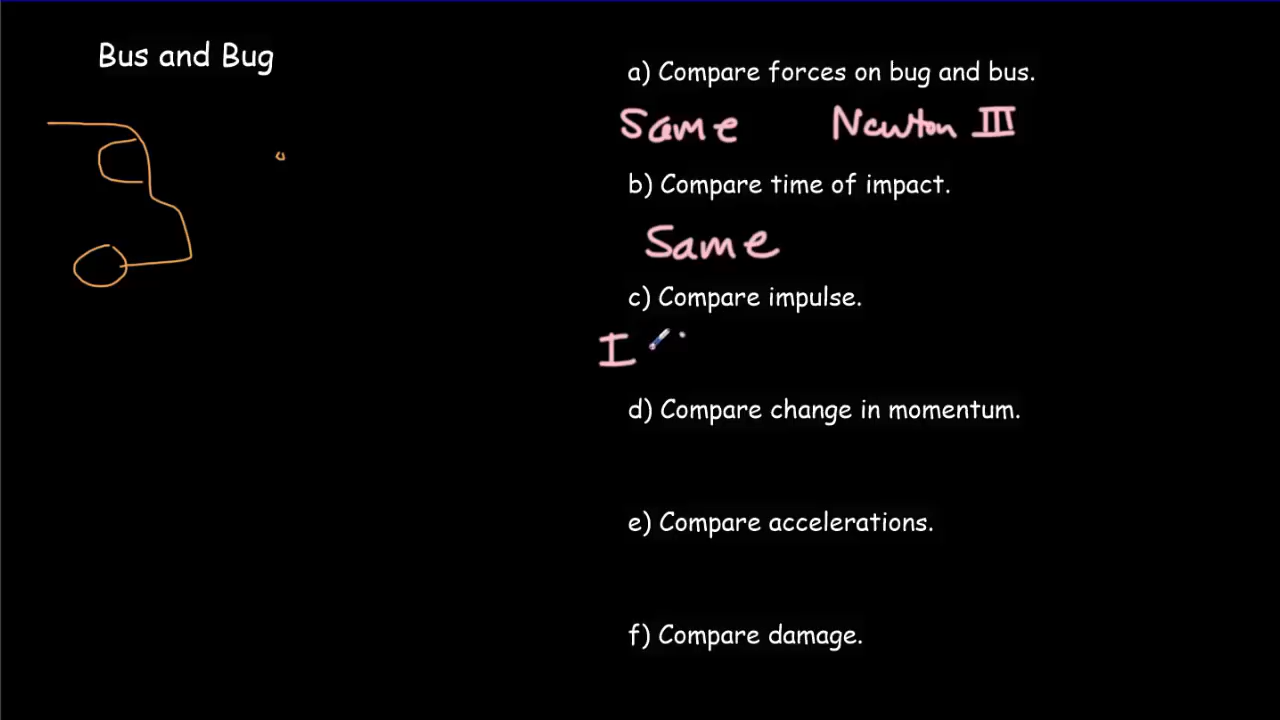 Bus and Bug
a) Compare forces on bug and bus.
Same Newton III
b) Compare time of impact.
Same
c) Compare impulse.
I
d) Compare change in momentum.
e) Compare accelerations.
f) Compare damage.